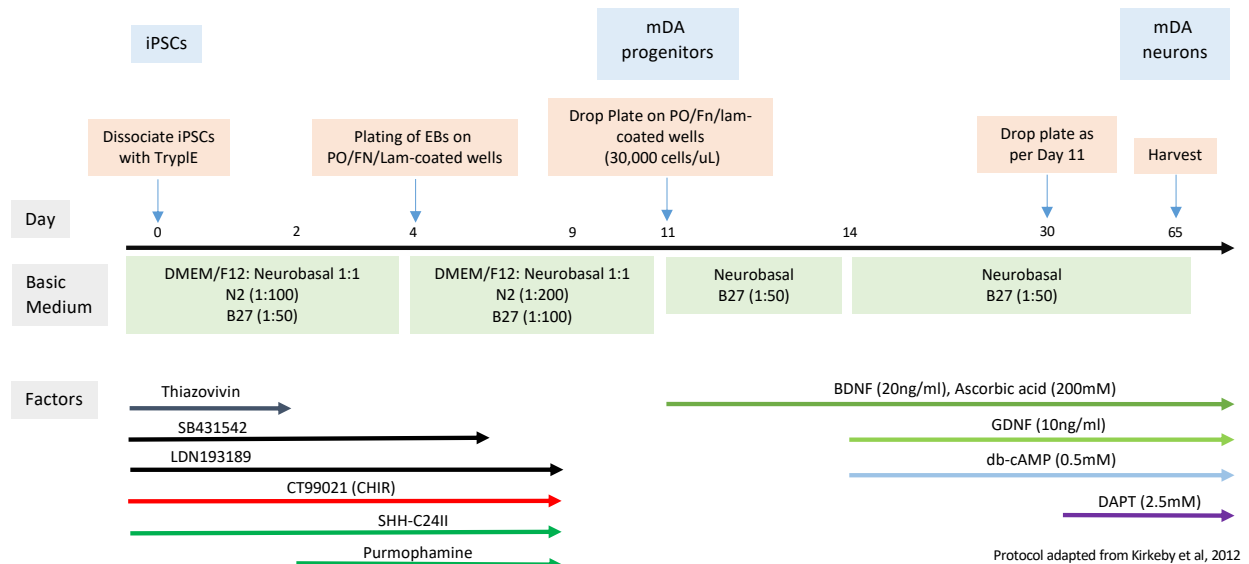 iPSCs
mDA
progenitors
mDA
neurons
Dissociate iPSCs
with TryplE
Plating of EBs on
PO/FN/Lam-coated wells
Drop Plate on PO/Fn/lam-
coated wells
(30,000 cells/uL)
Drop plate as
per Day 11
Harvest
Day
0
2
4
9
11
14
30
65
Basic
Medium
DMEM/F12: Neurobasal 1:1
N2 (1:100)
B27 (1:50)
DMEM/F12: Neurobasal 1:1
N2 (1:200)
B27 (1:100)
Neurobasal
B27 (1:50)
Neurobasal
B27 (1:50)
Factors
Thiazovivin
SB431542
LDN193189
CT99021 (CHIR)
SHH-C24II
Purmophamine
BDNF (20ng/ml), Ascorbic acid (200mM)
GDNF (10ng/ml)
db-cAMP (0.5mM)
DAPT (2.5mM)
Protocol adapted from Kirkeby et al, 2012